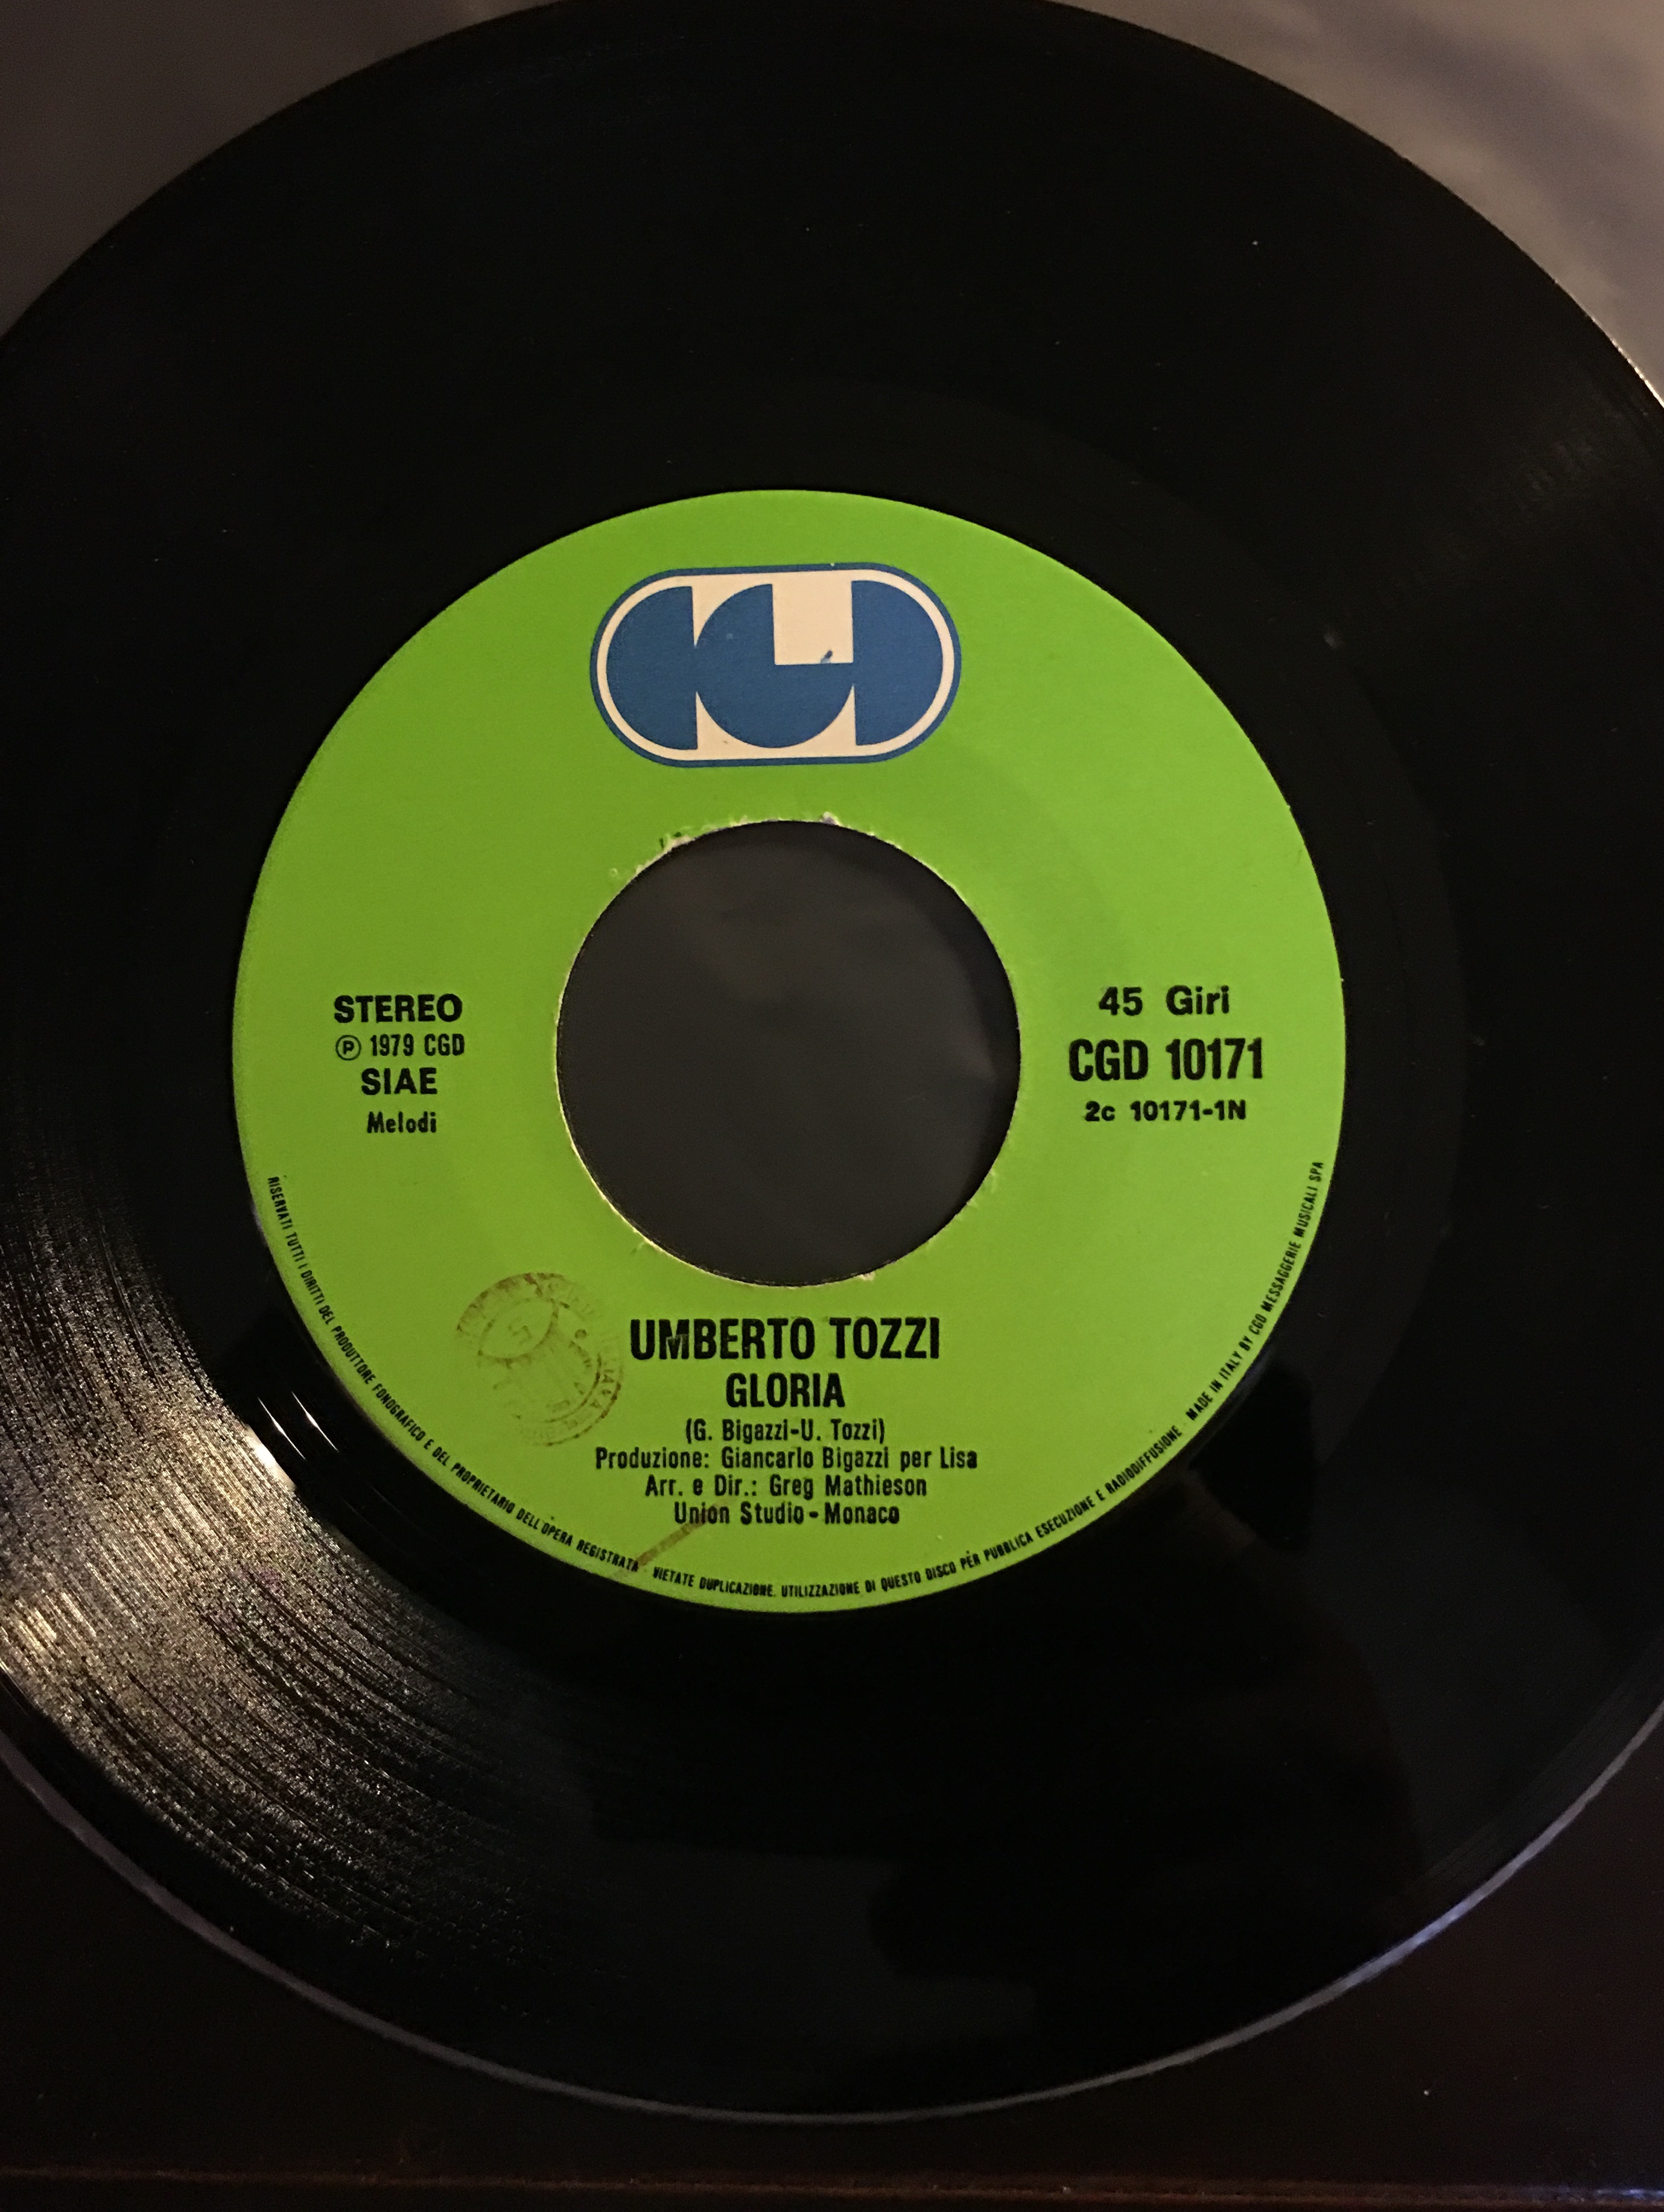 CGD
STEREO
Ⓟ 1979 CGD
SIAE
Melodi
45 Giri
CGD 10171
2c 10171-1N
UMBERTO TOZZI
GLORIA
(G. Bigazzi-U. Tozzi)
Produzione: Giancarlo Bigazzi per Lisa
Arr. e Dir.: Greg Mathieson
Union Studio - Monaco
RISERVATI TUTTI I DIRITTI DEL PRODUTTORE FONOGRAFICO E DEL PROPRIETARIO DELL'OPERA REGISTRATA - VIETATE DUPLICAZIONE, UTILIZZAZIONE DI QUESTO DISCO PER PUBBLICA ESECUZIONE E RADIODIFFUSIONE - MADE IN ITALY BY CGD MESSAGGERIE MUSICALI SPA